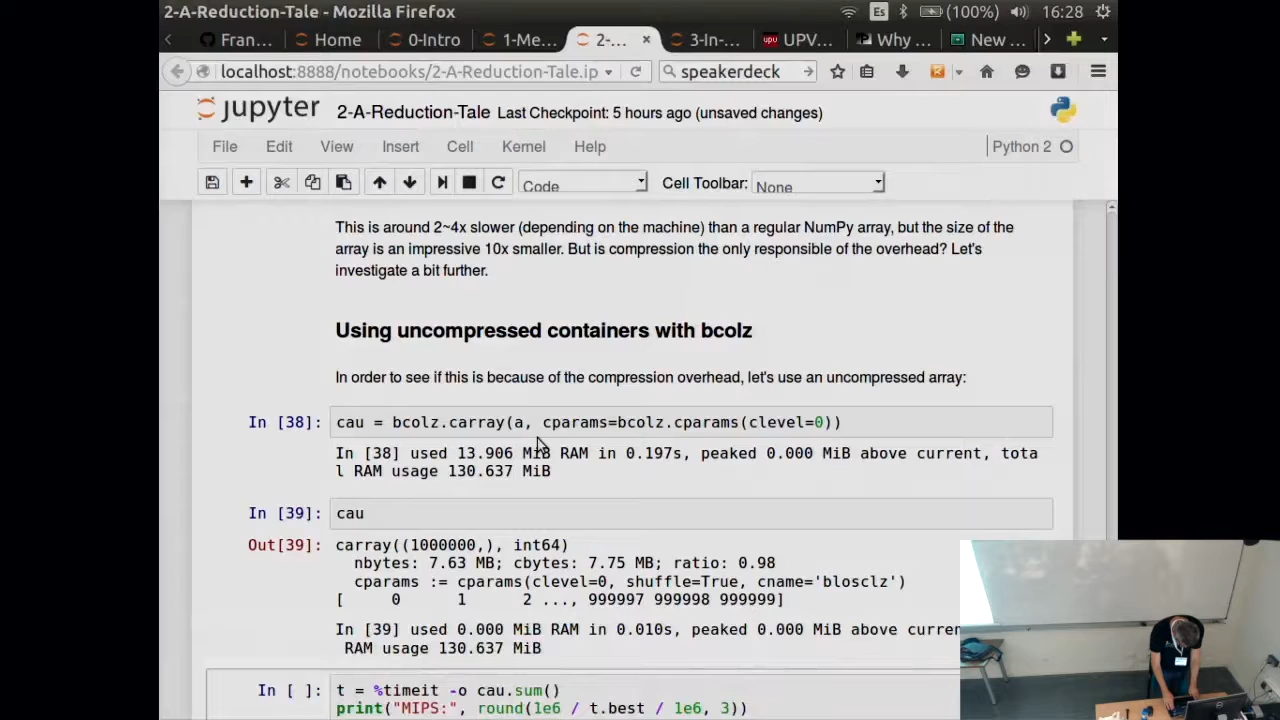 2-A-Reduction-Tale - Mozilla Firefox
Es (100%) 16:28
Fran... Home 0-Intro 1-Me... 2-... × 3-In-... upv UPV... Why ... New ...
localhost:8888/notebooks/2-A-Reduction-Tale.ip speakerdeck
jupyter 2-A-Reduction-Tale Last Checkpoint: 5 hours ago (unsaved changes)
File Edit View Insert Cell Kernel Help Python 2
Code Cell Toolbar: None
This is around 2~4x slower (depending on the machine) than a regular NumPy array, but the size of the
array is an impressive 10x smaller. But is compression the only responsible of the overhead? Let's
investigate a bit further.
Using uncompressed containers with bcolz
In order to see if this is because of the compression overhead, let's use an uncompressed array:
In [38]: cau = bcolz.carray(a, cparams=bcolz.cparams(clevel=0))
In [38] used 13.906 MiB RAM in 0.197s, peaked 0.000 MiB above current, tota
l RAM usage 130.637 MiB
In [39]: cau
Out[39]: carray((1000000,), int64)
nbytes: 7.63 MB; cbytes: 7.75 MB; ratio: 0.98
cparams := cparams(clevel=0, shuffle=True, cname='blosclz')
[ 0 1 2 ..., 999997 999998 999999]
In [39] used 0.000 MiB RAM in 0.010s, peaked 0.000 MiB above curren
RAM usage 130.637 MiB
In [ ]: t = %timeit -o cau.sum()
print("MIPS:", round(1e6 / t.best / 1e6, 3))